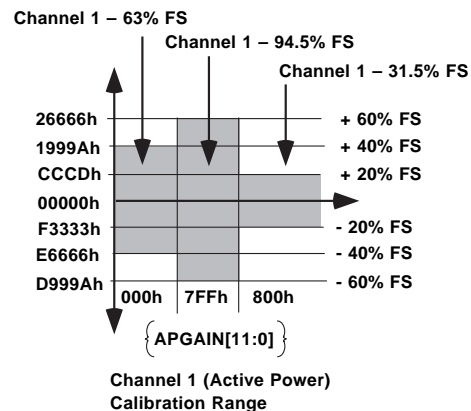 Channel 1 – 63% FS
Channel 1 – 94.5% FS
Channel 1 – 31.5% FS
26666h + 60% FS
1999Ah + 40% FS
CCCDh + 20% FS
00000h
F3333h - 20% FS
E6666h - 40% FS
D999Ah - 60% FS
000h 7FFh 800h
{APGAIN[11:0]}
Channel 1 (Active Power)
Calibration Range